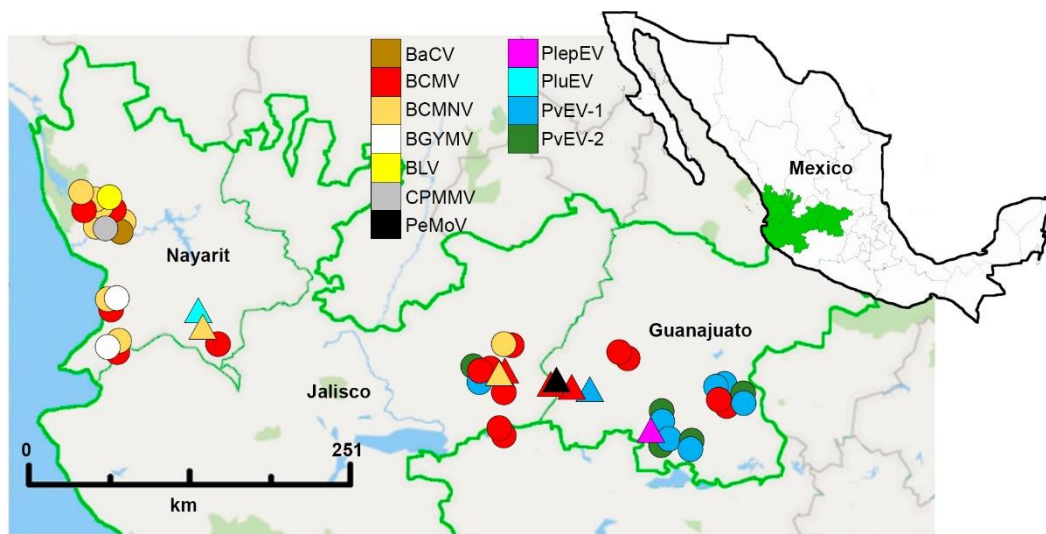 BaCV
BCMV
BCMNV
BGYMV
BLV
CPMMV
PeMoV
PlepEV
PluEV
PvEV-1
PvEV-2
Mexico
Nayarit
Guanajuato
Jalisco
0 251
km